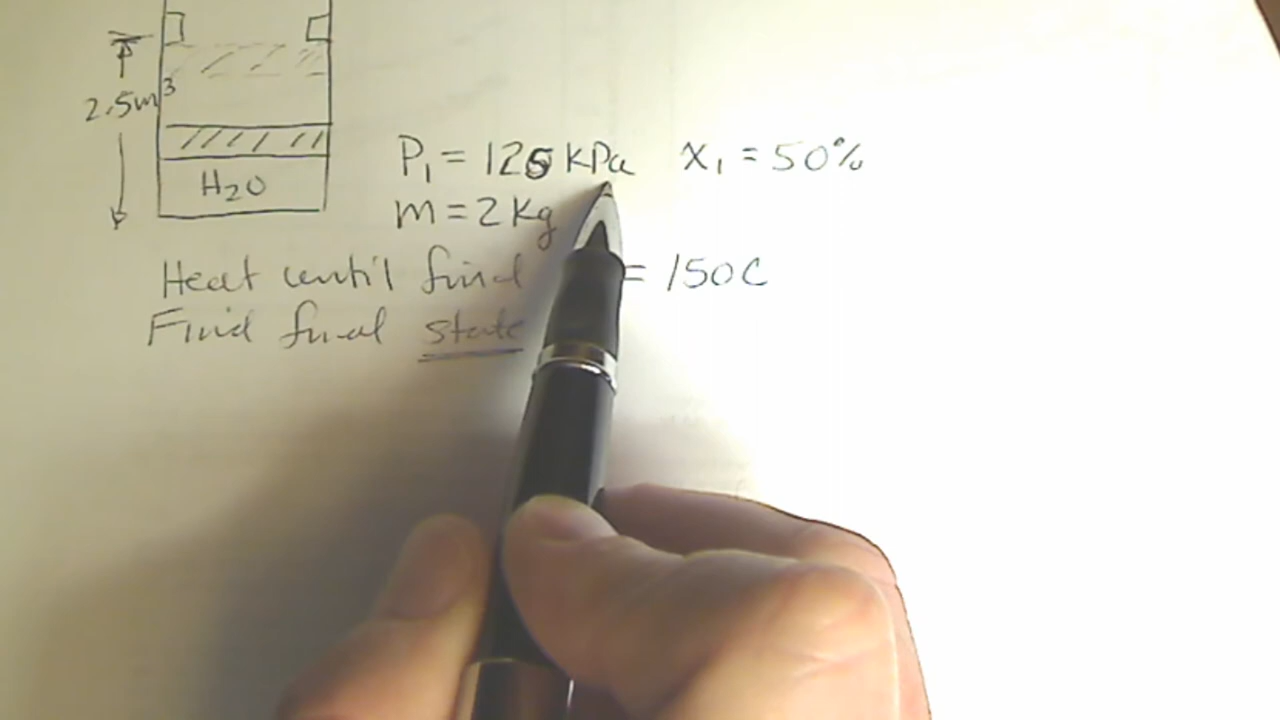 2.5m³
H₂O
P₁ = 125 kPa x₁ = 50%
m = 2 Kg
Heat until final = 150C
Find final state